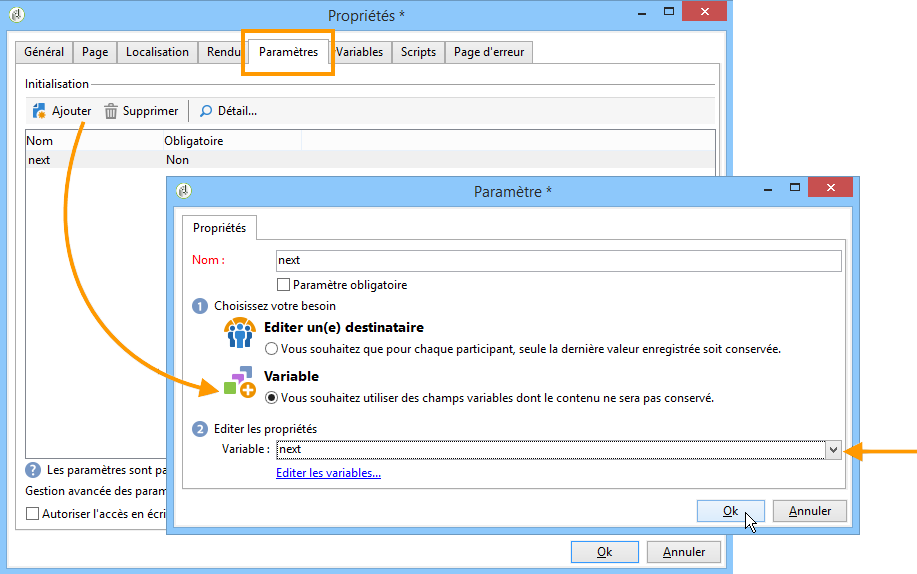 Propriétés *
Général Page Localisation Rendu Paramètres Variables Scripts Page d'erreur
Initialisation
Ajouter Supprimer Détail...
Nom Obligatoire
next Non
Les paramètres sont pa
Gestion avancée des param
Autoriser l'accès en écri
Ok Annuler
Paramètre *
Propriétés
Nom : next
Paramètre obligatoire
1 Choisissez votre besoin
Editer un(e) destinataire
Vous souhaitez que pour chaque participant, seule la dernière valeur enregistrée soit conservée.
Variable
Vous souhaitez utiliser des champs variables dont le contenu ne sera pas conservé.
2 Editer les propriétés
Variable : next
Editer les variables...
Ok Annuler